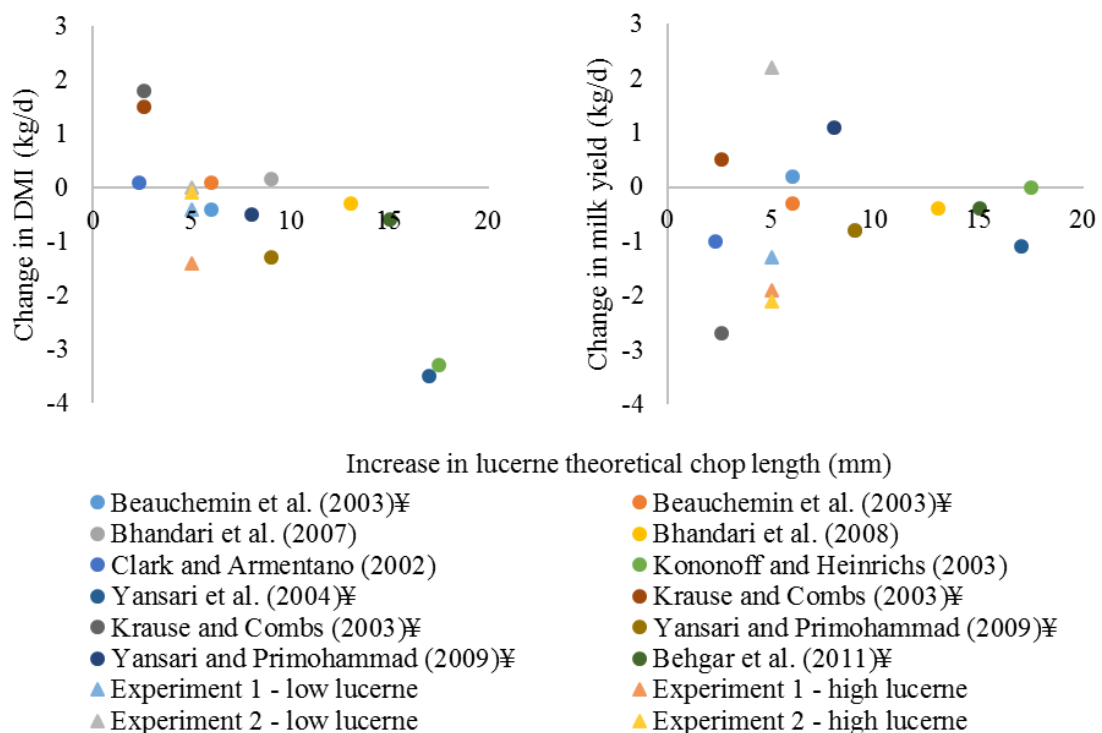 Change in DMI (kg/d)
3
2
1
0
-1
-2
-3
-4
0
5
10
15
20
Change in milk yield (kg/d)
3
2
1
0
-1
-2
-3
-4
0
5
10
15
20
Increase in lucerne theoretical chop length (mm)
Beauchemin et al. (2003)¥
Beauchemin et al. (2003)¥
Bhandari et al. (2007)
Bhandari et al. (2008)
Clark and Armentano (2002)
Kononoff and Heinrichs (2003)
Yansari et al. (2004)¥
Krause and Combs (2003)¥
Krause and Combs (2003)¥
Yansari and Primohammad (2009)¥
Yansari and Primohammad (2009)¥
Behgar et al. (2011)¥
Experiment 1 - low lucerne
Experiment 1 - high lucerne
Experiment 2 - low lucerne
Experiment 2 - high lucerne